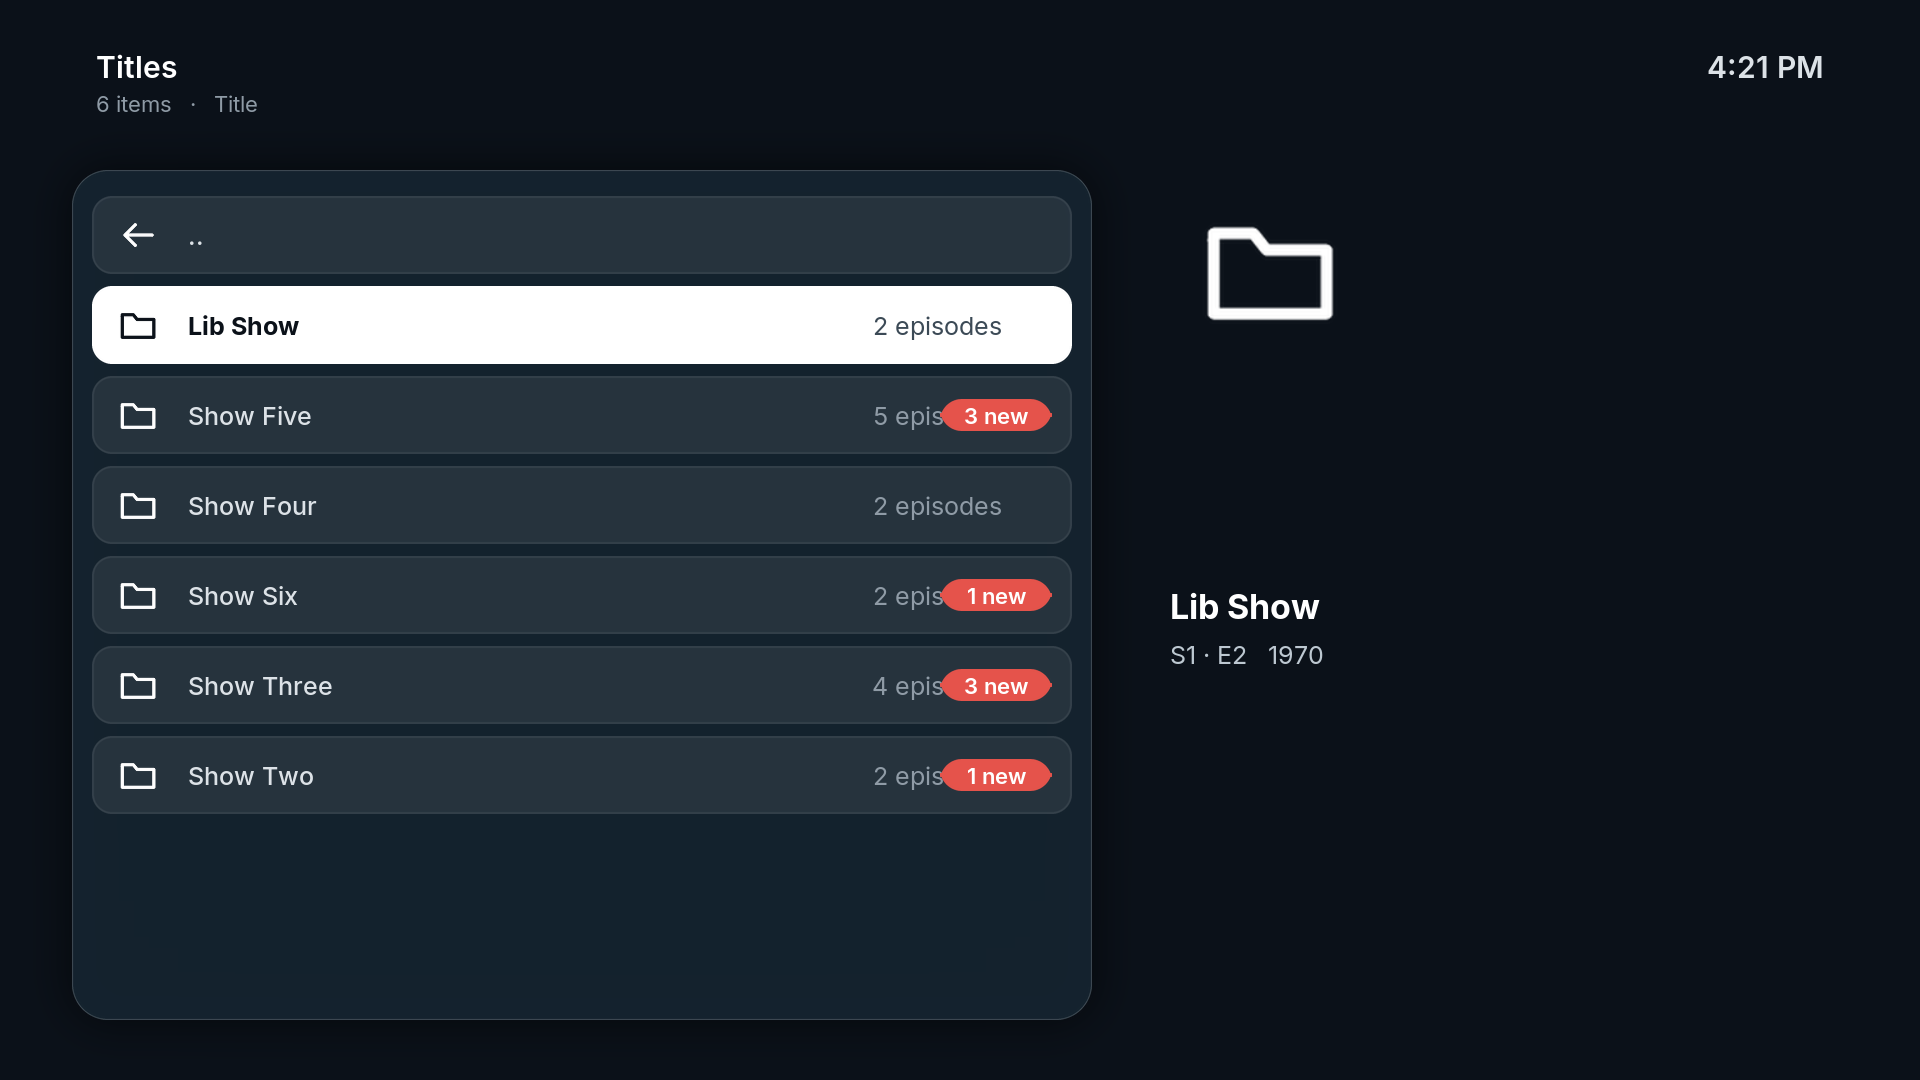 Titles
4:21 PM
6 items · Title
..
Lib Show 2 episodes
Show Five 5 epis 3 new
Show Four 2 episodes
Show Six 2 epis 1 new
Show Three 4 epis 3 new
Show Two 2 epis 1 new
Lib Show
S1 · E2 1970